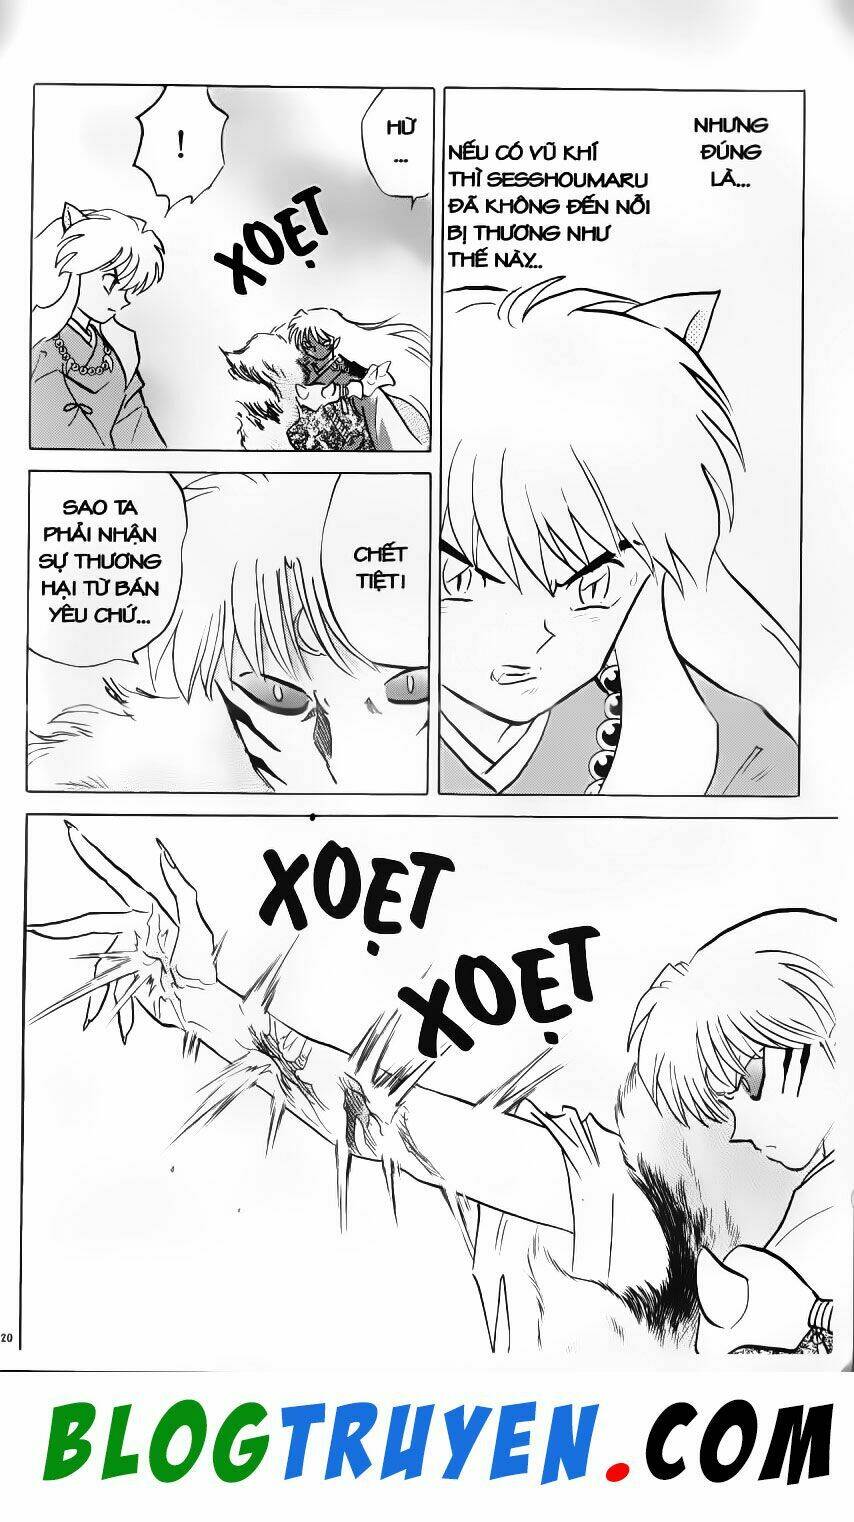 NHƯNG
ĐÚNG
LÀ...
NẾU CÓ VŨ KHÍ
THÌ SESSHOUMARU
ĐÃ KHÔNG ĐẾN NỖI
BỊ THƯƠNG NHƯ
THẾ NÀY...
HỪ
...
!
XOẸT
CHẾT
TIỆT!
SAO TA
PHẢI NHẬN
SỰ THƯƠNG
HẠI TỪ BÁN
YÊU CHỨ...
XOẸT
XOẸT
20
BLOGTRUYEN.COM